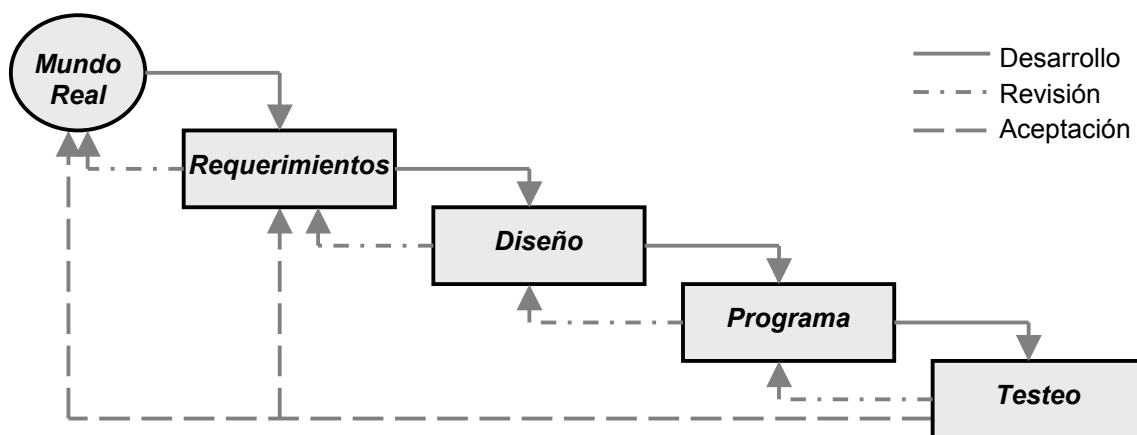 Mundo
Real
Desarrollo
Revisión
Aceptación
Requerimientos
Diseño
Programa
Testeo